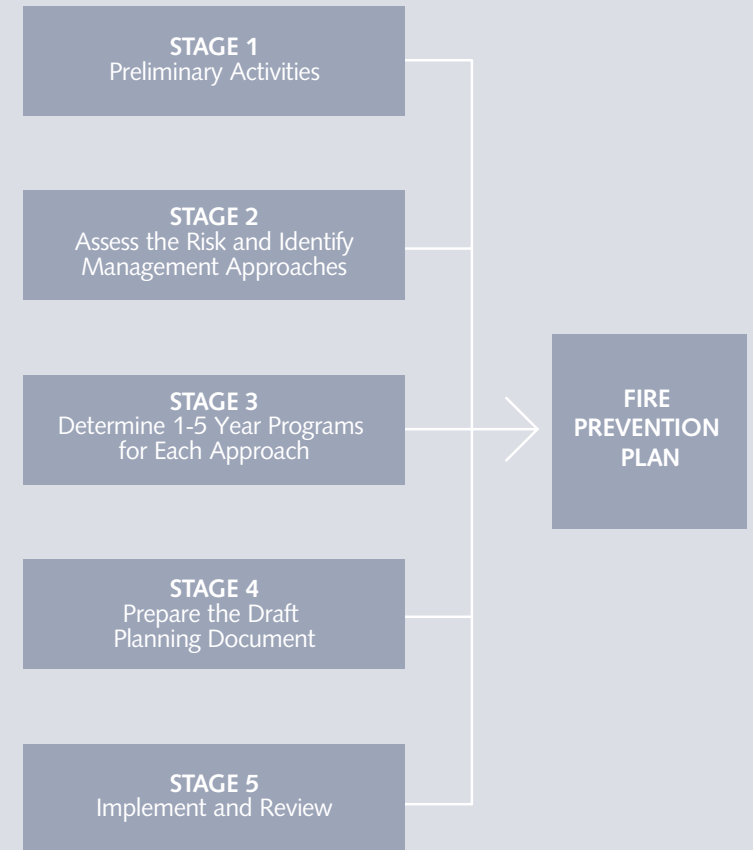 STAGE 1
Preliminary Activities
STAGE 2
Assess the Risk and Identify
Management Approaches
STAGE 3
Determine 1-5 Year Programs
for Each Approach
STAGE 4
Prepare the Draft
Planning Document
STAGE 5
Implement and Review
FIRE
PREVENTION
PLAN